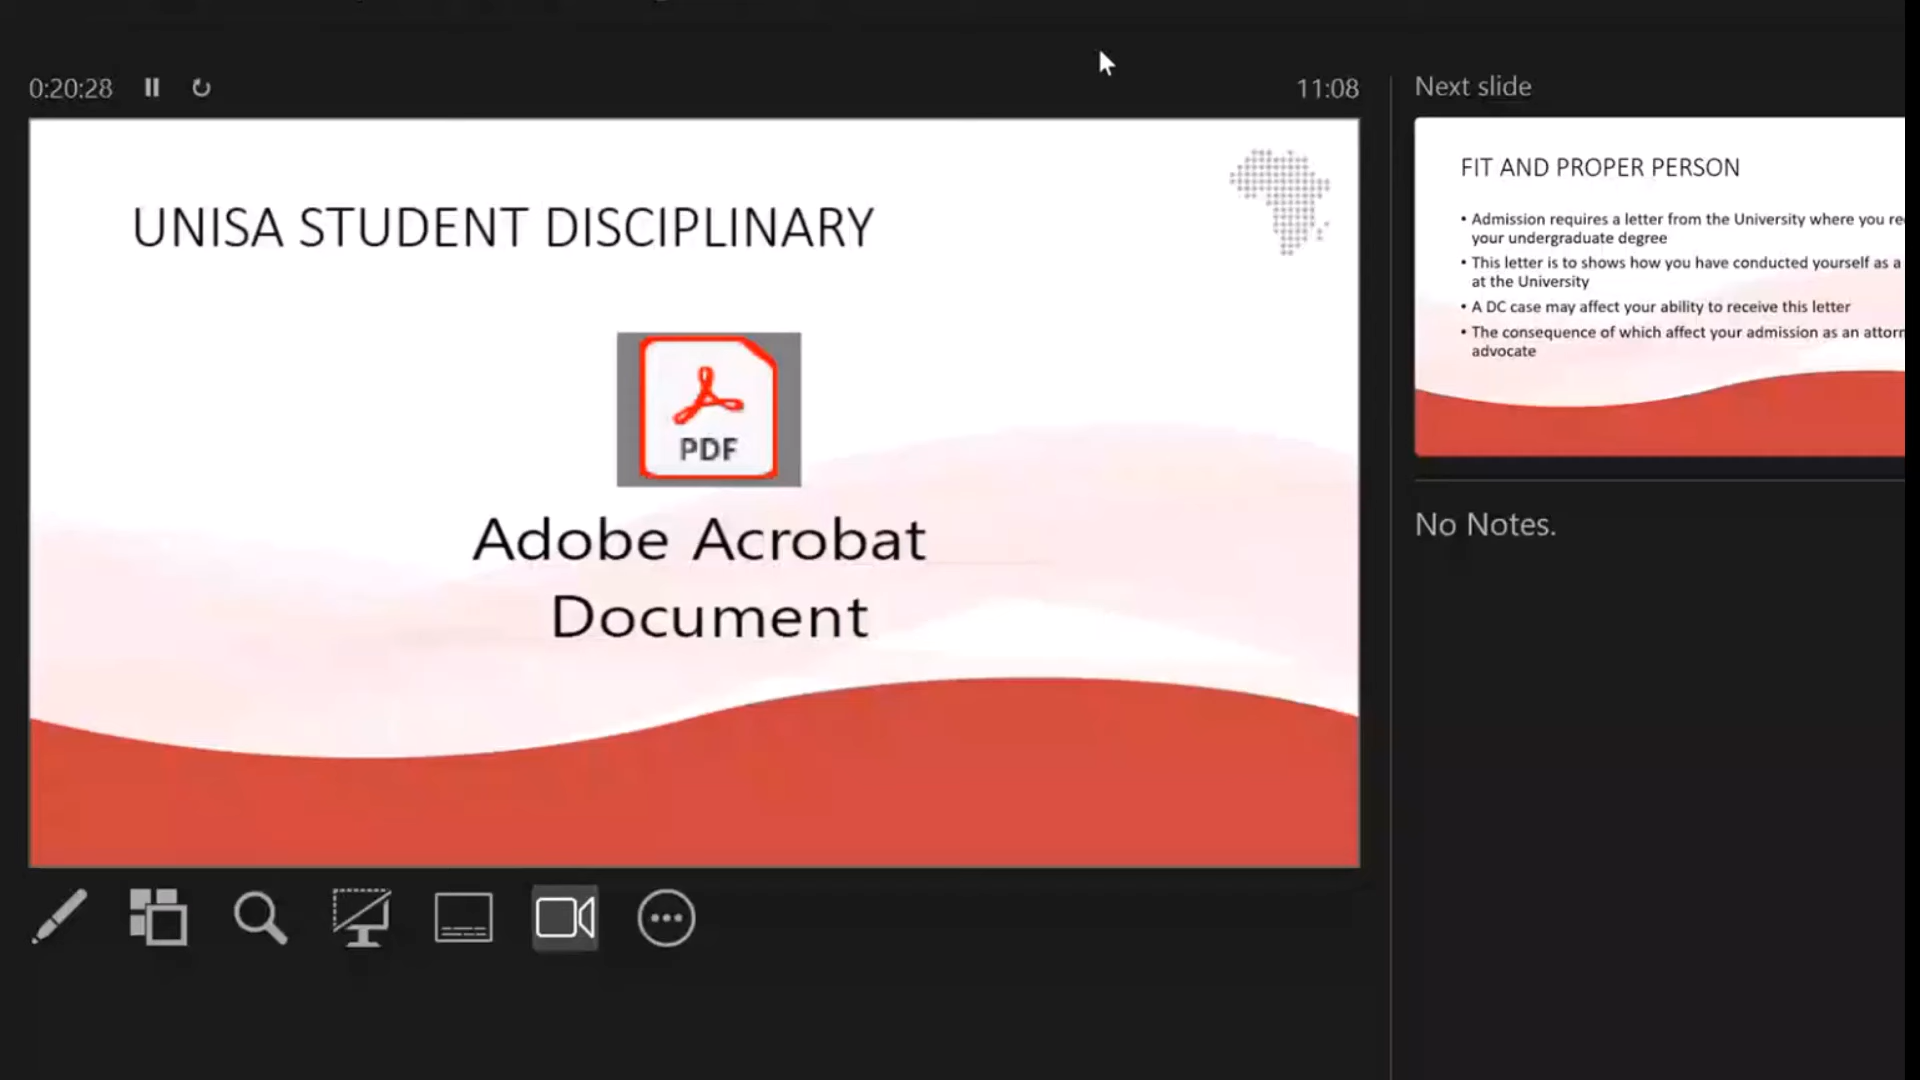 0:20:28
11:08
UNISA STUDENT DISCIPLINARY
PDF
Adobe Acrobat
Document
Next slide
FIT AND PROPER PERSON
• Admission requires a letter from the University where you
your undergraduate degree
• This letter is to shows how you have conducted yourself as a
at the University
• A DC case may affect your ability to receive this letter
• The consequence of which affect your admission as an
advocate
No Notes.